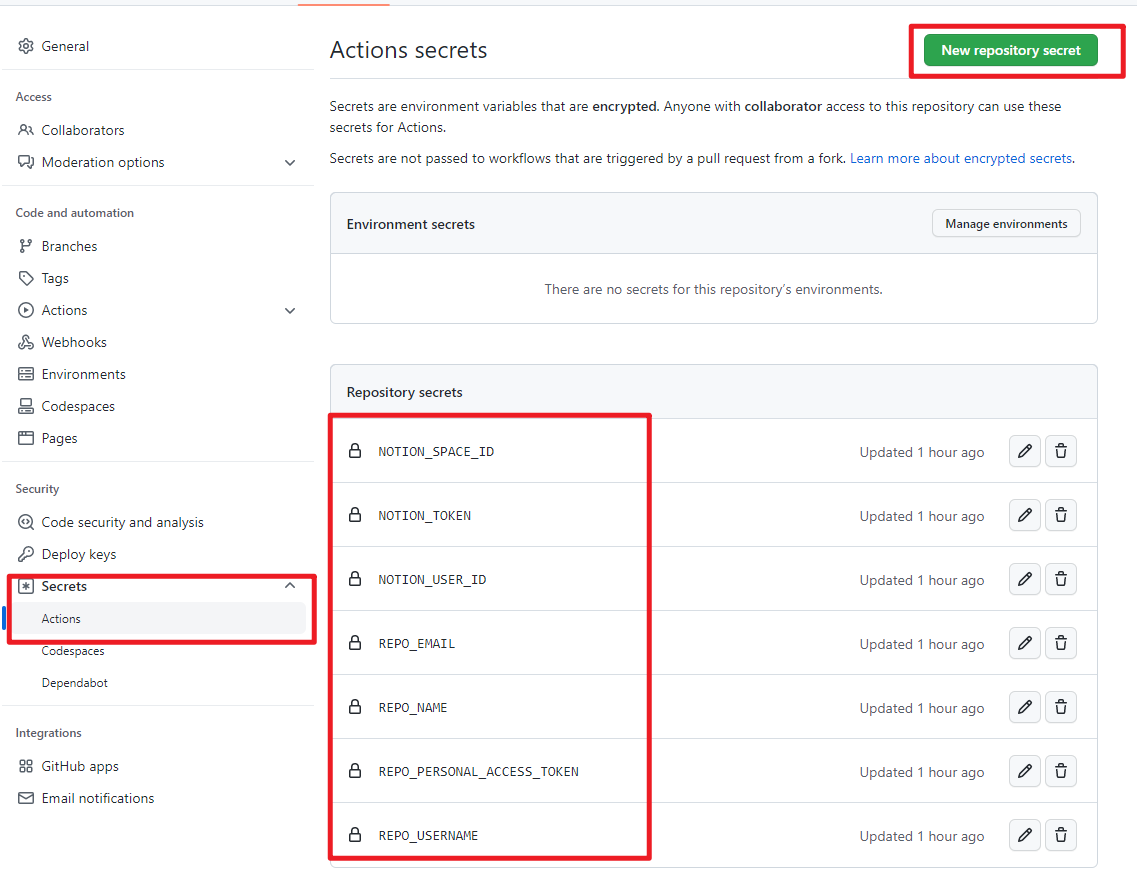 General
Access
Collaborators
Moderation options
Code and automation
Branches
Tags
Actions
Webhooks
Environments
Codespaces
Pages
Security
Code security and analysis
Deploy keys
Secrets
Actions
Codespaces
Dependabot
Integrations
GitHub apps
Email notifications
Actions secrets
New repository secret
Secrets are environment variables that are encrypted. Anyone with collaborator access to this repository can use these
secrets for Actions.
Secrets are not passed to workflows that are triggered by a pull request from a fork. Learn more about encrypted secrets.
Environment secrets
Manage environments
There are no secrets for this repository’s environments.
Repository secrets
NOTION_SPACE_ID Updated 1 hour ago
NOTION_TOKEN Updated 1 hour ago
NOTION_USER_ID Updated 1 hour ago
REPO_EMAIL Updated 1 hour ago
REPO_NAME Updated 1 hour ago
REPO_PERSONAL_ACCESS_TOKEN Updated 1 hour ago
REPO_USERNAME Updated 1 hour ago